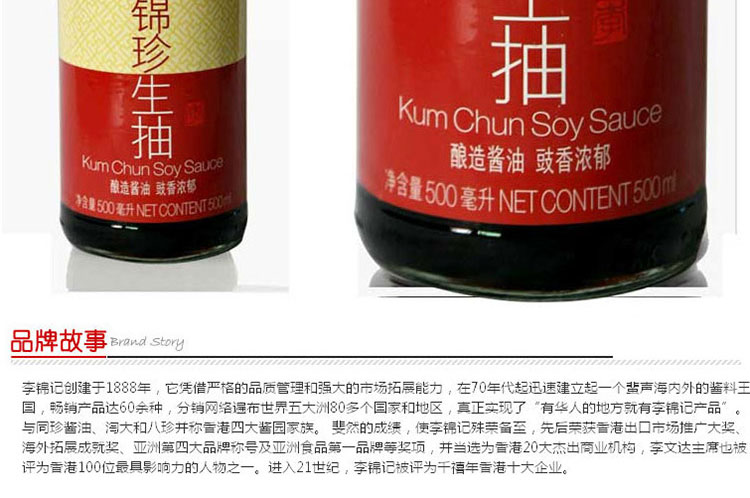 锦珍生抽
Kum Chun Soy Sauce
酿造酱油 豉香浓郁
净含量500毫升 NET CONTENT 500ml
抽
Kum Chun Soy Sauce
酿造酱油 豉香浓郁
净含量500毫升 NET CONTENT 500ml
品牌故事 Brand Story
李锦记创建于1888年，它凭借严格的品质管理和强大的市场拓展能力，在70年代起迅速建立起一个蜚声海内外的酱料王
国，畅销产品达60余种，分销网络遍布世界五大洲80多个国家和地区，真正实现了“有华人的地方就有李锦记产品”。
与同珍酱油、淘大和八珍并称香港四大酱园家族。 斐然的成绩，使李锦记殊荣备至，先后荣获香港出口市场推广大奖、
海外拓展成就奖、亚洲第四大品牌称号及亚洲食品第一品牌等奖项，并当选为香港20大杰出商业机构，李文达主席也被
评为香港100位最具影响力的人物之一。进入21世纪，李锦记被评为千禧年香港十大企业。